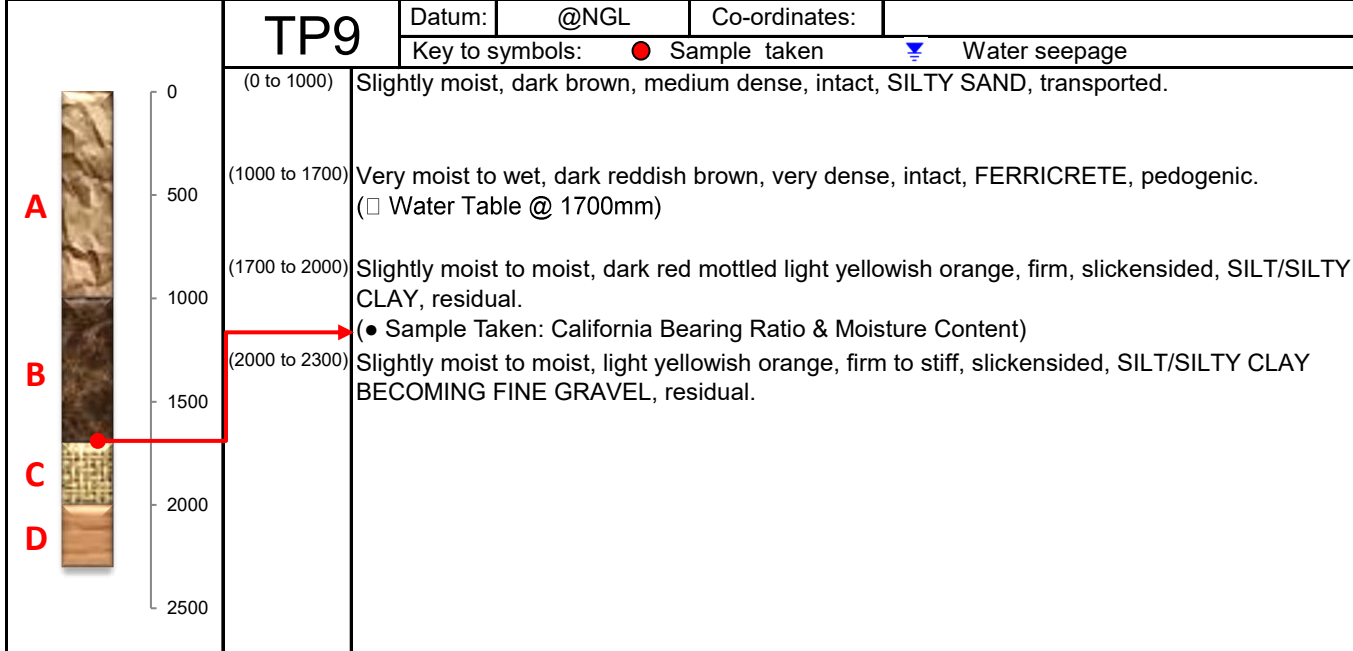 TP9
Datum: @NGL Co-ordinates:
Key to symbols: Sample taken Water seepage
(0 to 1000) Slightly moist, dark brown, medium dense, intact, SILTY SAND, transported.
(1000 to 1700) Very moist to wet, dark reddish brown, very dense, intact, FERRICRETE, pedogenic.
(□ Water Table @ 1700mm)
(1700 to 2000) Slightly moist to moist, dark red mottled light yellowish orange, firm, slickensided, SILT/SILTY
CLAY, residual.
(● Sample Taken: California Bearing Ratio & Moisture Content)
(2000 to 2300) Slightly moist to moist, light yellowish orange, firm to stiff, slickensided, SILT/SILTY CLAY
BECOMING FINE GRAVEL, residual.
A
B
C
D
0
500
1000
1500
2000
2500